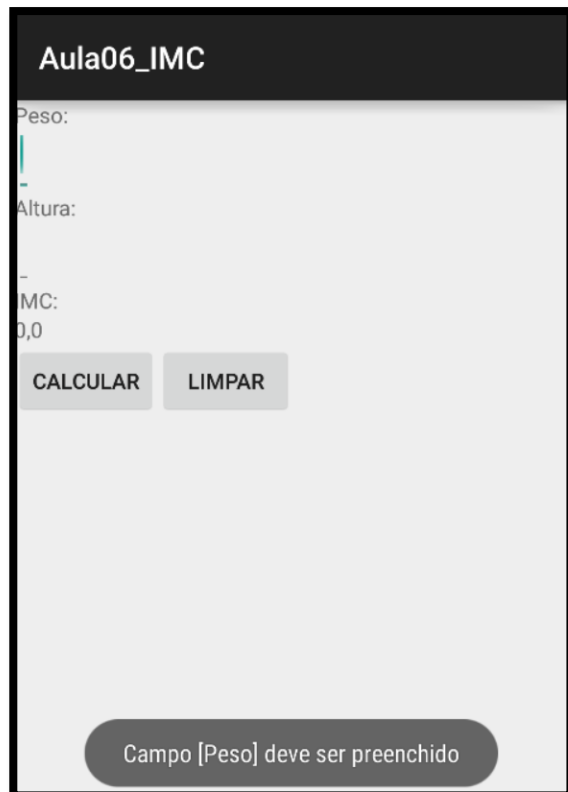 Aula06_IMC
Peso:
Altura:
IMC:
0,0
CALCULAR LIMPAR
Campo [Peso] deve ser preenchido